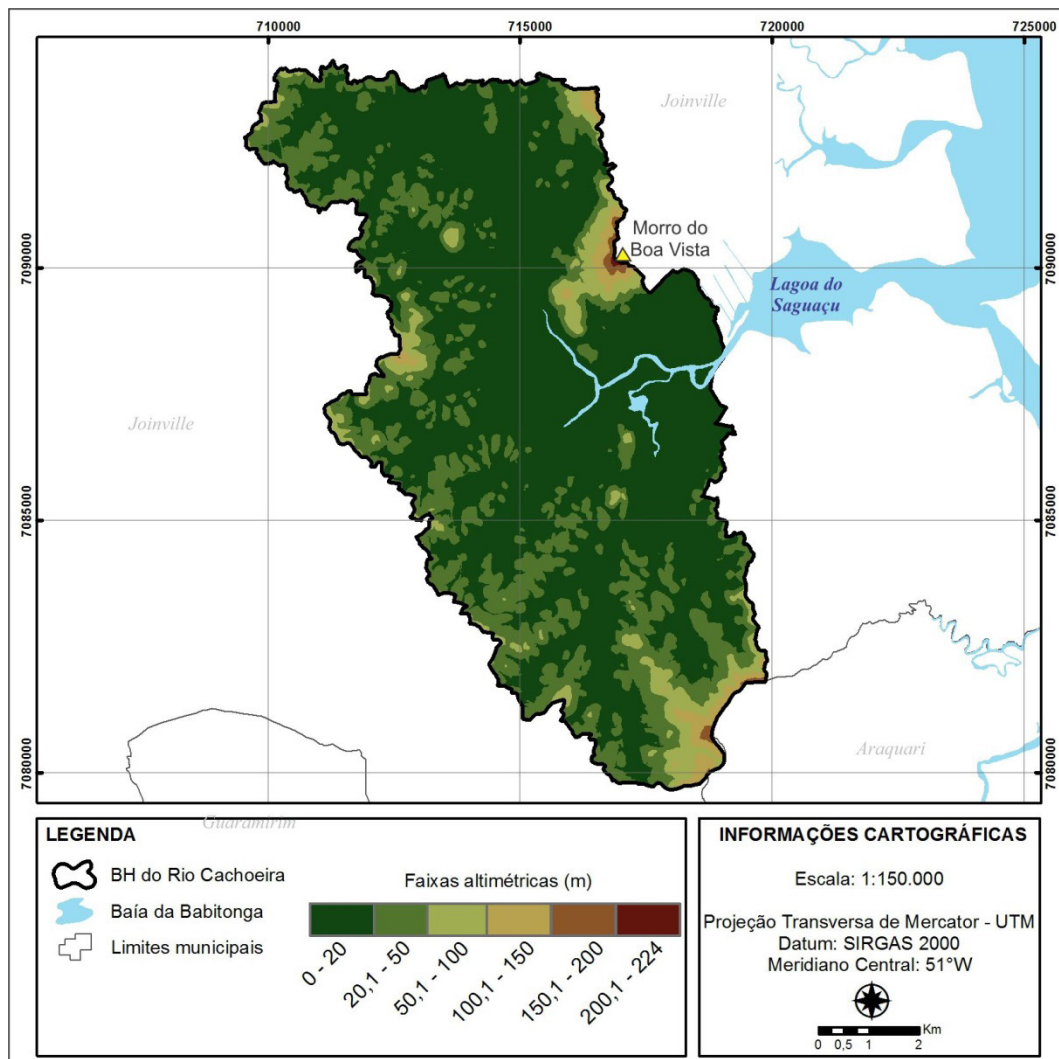 710000
715000
720000
725000
Joinville
Morro do
Boa Vista
7090000
7090000
Lagoa do
Saguaçu
Joinville
7085000
7085000
Araquari
7080000
7080000
Guaramirim
LEGENDA
BH do Rio Cachoeira
Baía da Babitonga
Limites municipais
Faixas altimétricas (m)
0 - 20
20,1 - 50
50,1 - 100
100,1 - 150
150,1 - 200
200,1 - 224
INFORMAÇÕES CARTOGRÁFICAS
Escala: 1:150.000
Projeção Transversa de Mercator - UTM
Datum: SIRGAS 2000
Meridiano Central: 51°W
Km
0 0,5 1 2